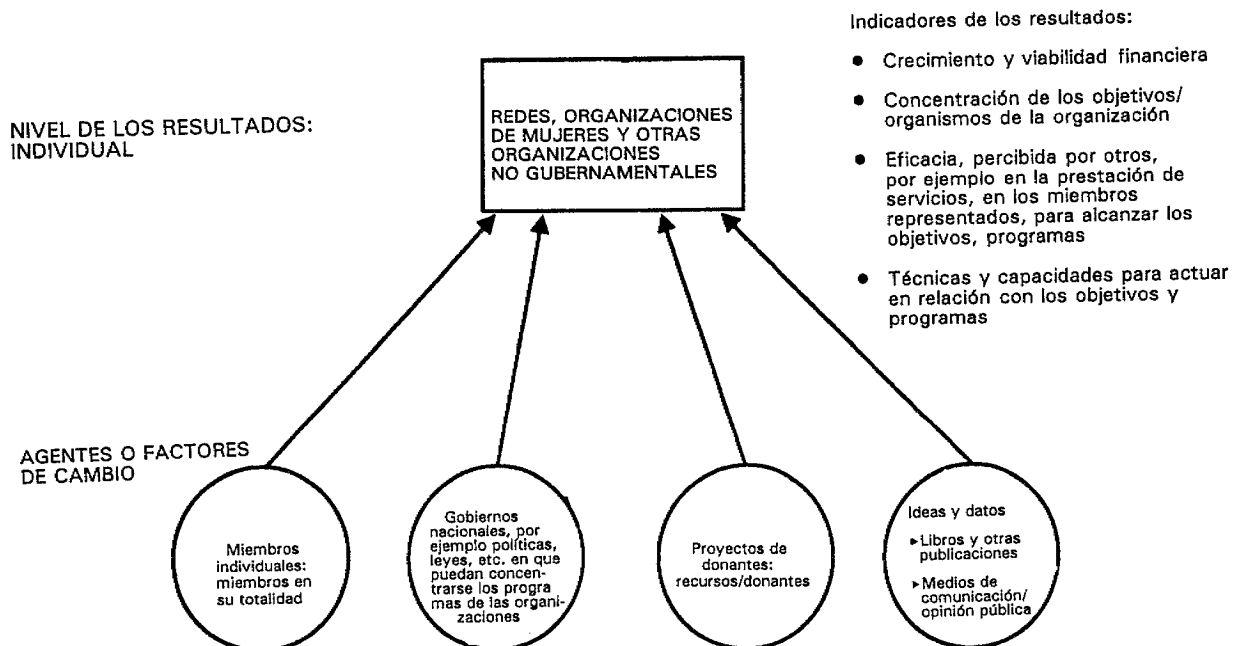 Indicadores de los resultados:
● Crecimiento y viabilidad financiera
● Concentración de los objetivos/
organismos de la organización
● Eficacia, percibida por otros,
por ejemplo en la prestación de
servicios, en los miembros
representados, para alcanzar los
objetivos, programas
● Técnicas y capacidades para actuar
en relación con los objetivos y
programas
NIVEL DE LOS RESULTADOS:
INDIVIDUAL
REDES, ORGANIZACIONES
DE MUJERES Y OTRAS
ORGANIZACIONES
NO GUBERNAMENTALES
AGENTES O FACTORES
DE CAMBIO
Miembros
individuales:
miembros en
su totalidad
Gobiernos
nacionales, por
ejemplo políticas,
leyes, etc. en que
puedan concen-
trarse los progra
mas de las organi-
zaciones
Proyectos de
donantes:
recursos/donantes
Ideas y datos
▸Libros y otras
publicaciones
▸Medios de
comunicación/
opinión pública